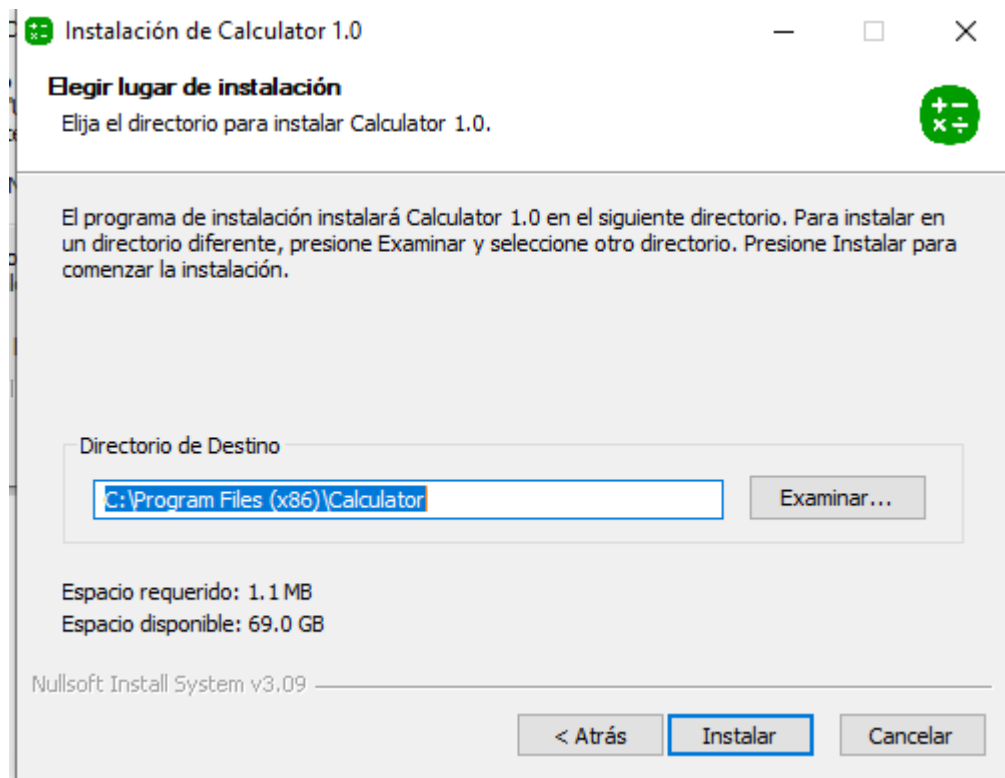 Instalación de Calculator 1.0
Elegir lugar de instalación
Elija el directorio para instalar Calculator 1.0.
El programa de instalación instalará Calculator 1.0 en el siguiente directorio. Para instalar en
un directorio diferente, presione Examinar y seleccione otro directorio. Presione Instalar para
comenzar la instalación.
Directorio de Destino
C:\Program Files (x86)\Calculator
Examinar...
Espacio requerido: 1.1 MB
Espacio disponible: 69.0 GB
Nullsoft Install System v3.09
< Atrás
Instalar
Cancelar